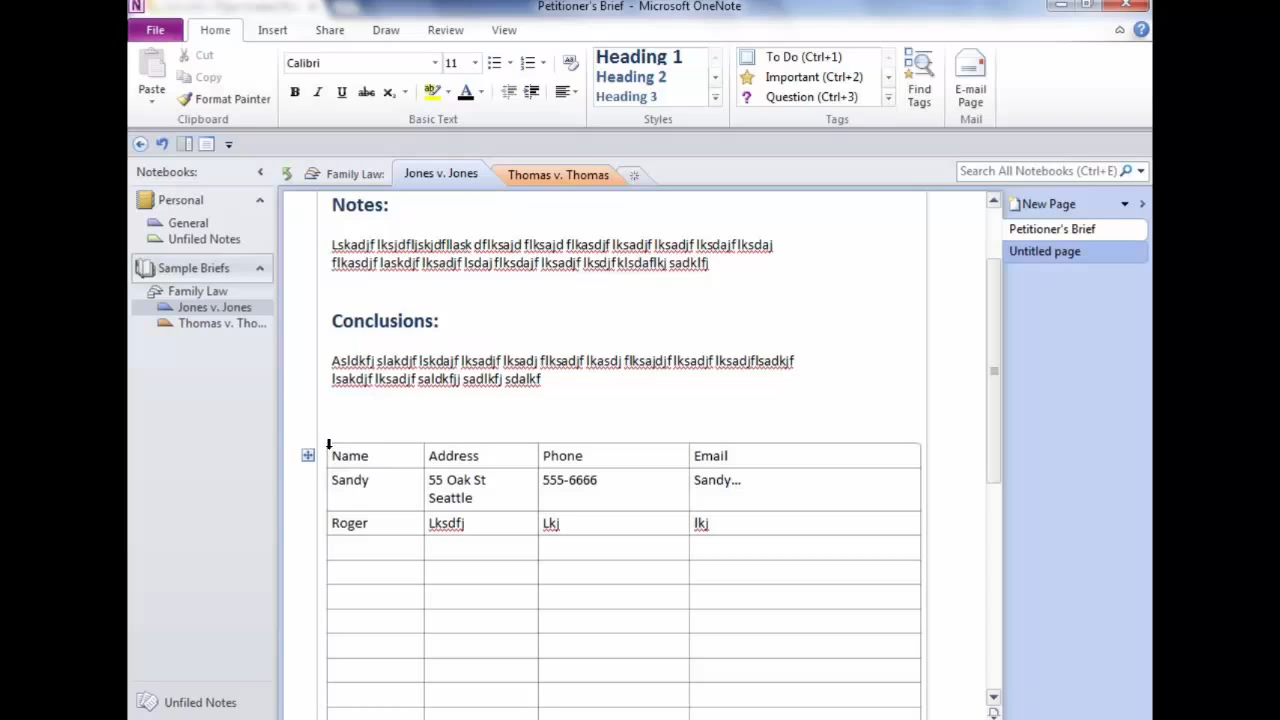 Petitioner's Brief - Microsoft OneNote
File Home Insert Share Draw Review View
Paste
Cut
Copy
Format Painter
Clipboard
Calibri 11
B I U abc X₂ ab A
Basic Text
Heading 1
Heading 2
Heading 3
Styles
To Do (Ctrl+1)
Important (Ctrl+2)
? Question (Ctrl+3)
Tags
Find
Tags
E-mail
Page
Mail
Notebooks:
Personal
General
Unfiled Notes
Sample Briefs
Family Law
Jones v. Jones
Thomas v. Tho...
Unfiled Notes
Family Law: Jones v. Jones Thomas v. Thomas
Search All Notebooks (Ctrl+E)
New Page
Petitioner's Brief
Untitled page
Notes:
Lskadjf lksjdfljskjdfllask dflksajd flksajd flkasdjf lksadjf lksadjf lksdajflksdaj
flkasdjf laskdjf lksadjf lsdaj flksdajf lksadjf lksdjfklsdaflkj sadklfj
Conclusions:
Asldkfj slakdjf lskdajf lksadjf lksadj flksadjf lkasdj flksajdjflksadjf lksadjflsadkjf
lsakdjf lksadjf saldkfjj sadlkfj sdalkf
Name Address Phone Email
Sandy 55 Oak St 555-6666 Sandy...
Seattle
Roger Lksdfj Lkj lkj